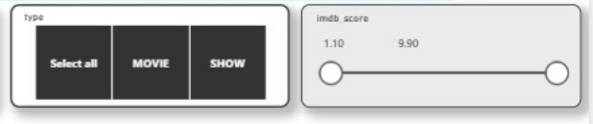 type
Select all MOVIE SHOW
imdb_score
1.10 9.90